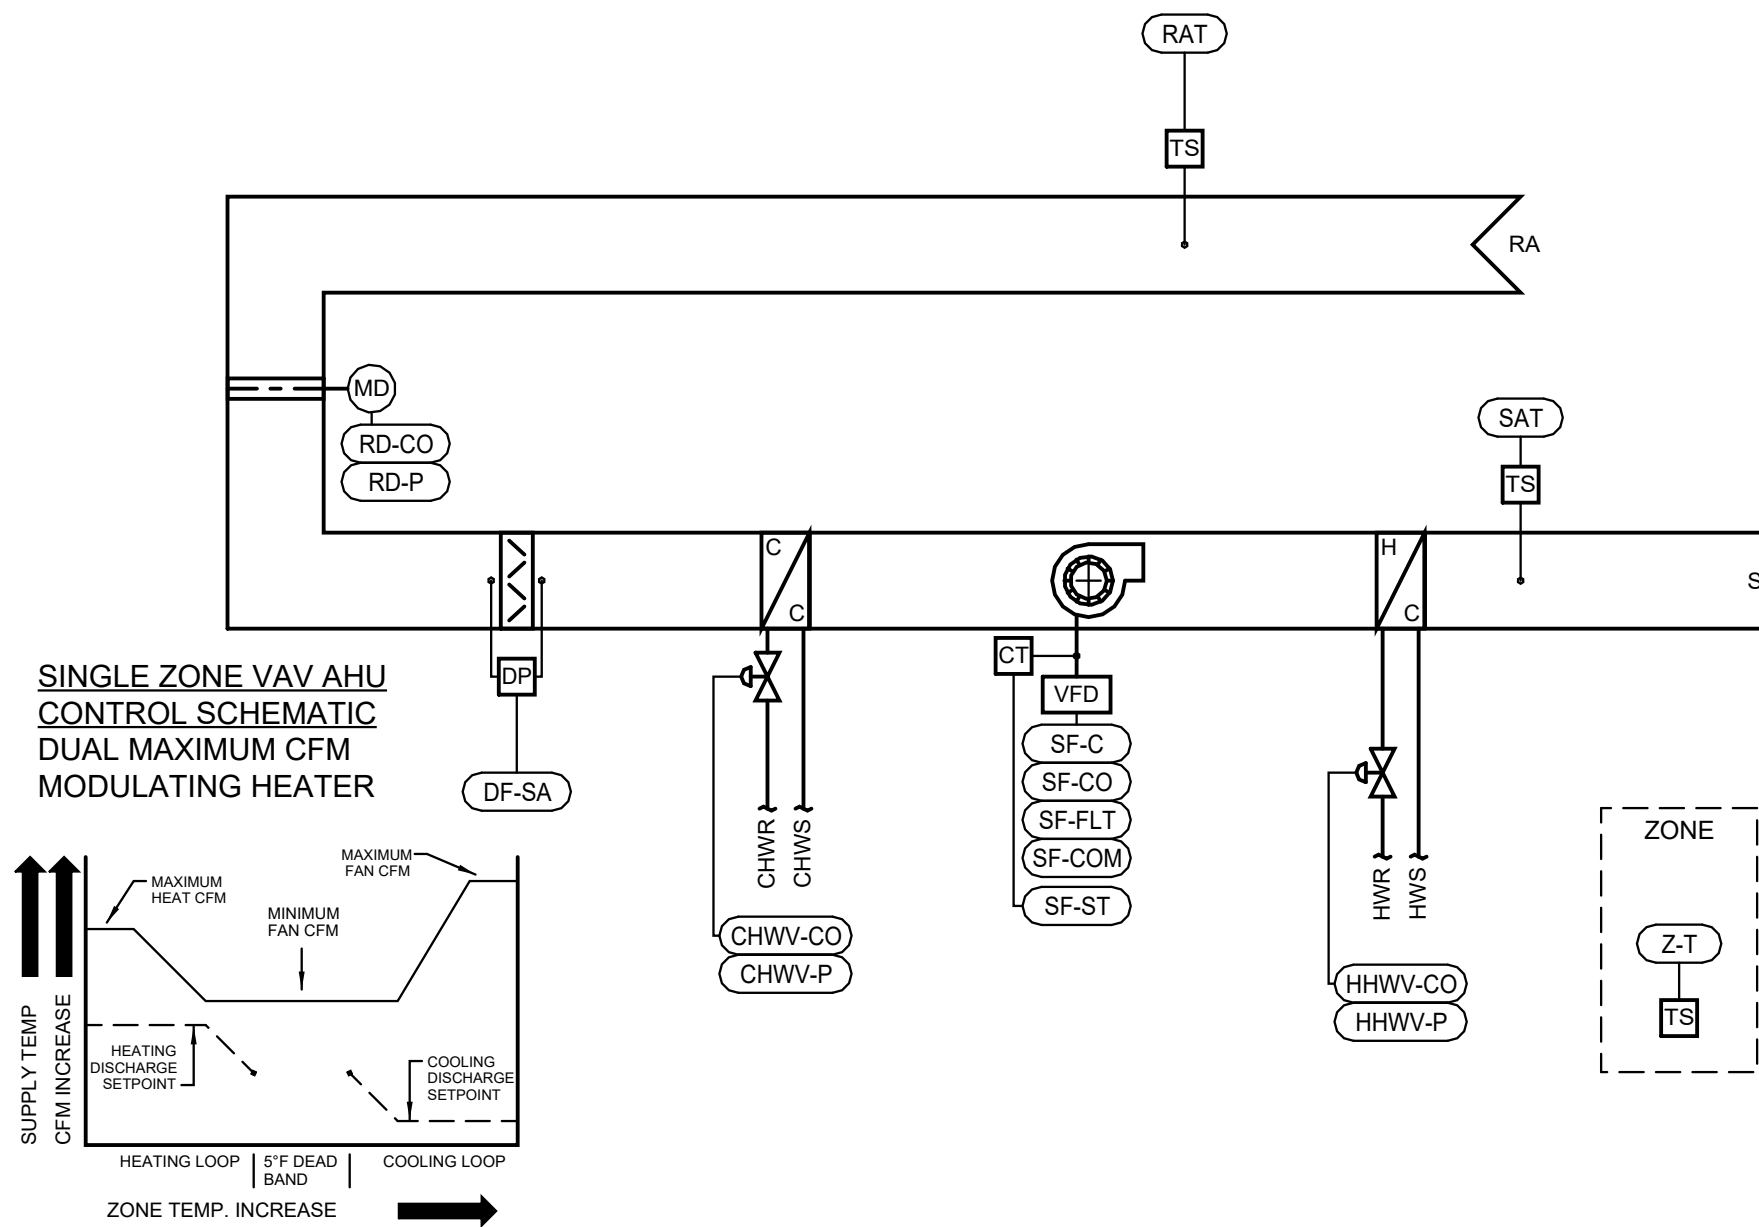 RAT
TS
RA
MD
RD-CO
RD-P
SAT
TS
C
C
H
C
S
SINGLE ZONE VAV AHU
CONTROL SCHEMATIC
DUAL MAXIMUM CFM
MODULATING HEATER
DP
DF-SA
CHWR
CHWS
CHWV-CO
CHWV-P
CT
VFD
SF-C
SF-CO
SF-FLT
SF-COM
SF-ST
HWR
HWS
HHWV-CO
HHWV-P
ZONE
Z-T
TS
SUPPLY TEMP
CFM INCREASE
MAXIMUM
HEAT CFM
MINIMUM
FAN CFM
MAXIMUM
FAN CFM
HEATING
DISCHARGE
SETPOINT
COOLING
DISCHARGE
SETPOINT
HEATING LOOP
5°F DEAD
BAND
COOLING LOOP
ZONE TEMP. INCREASE